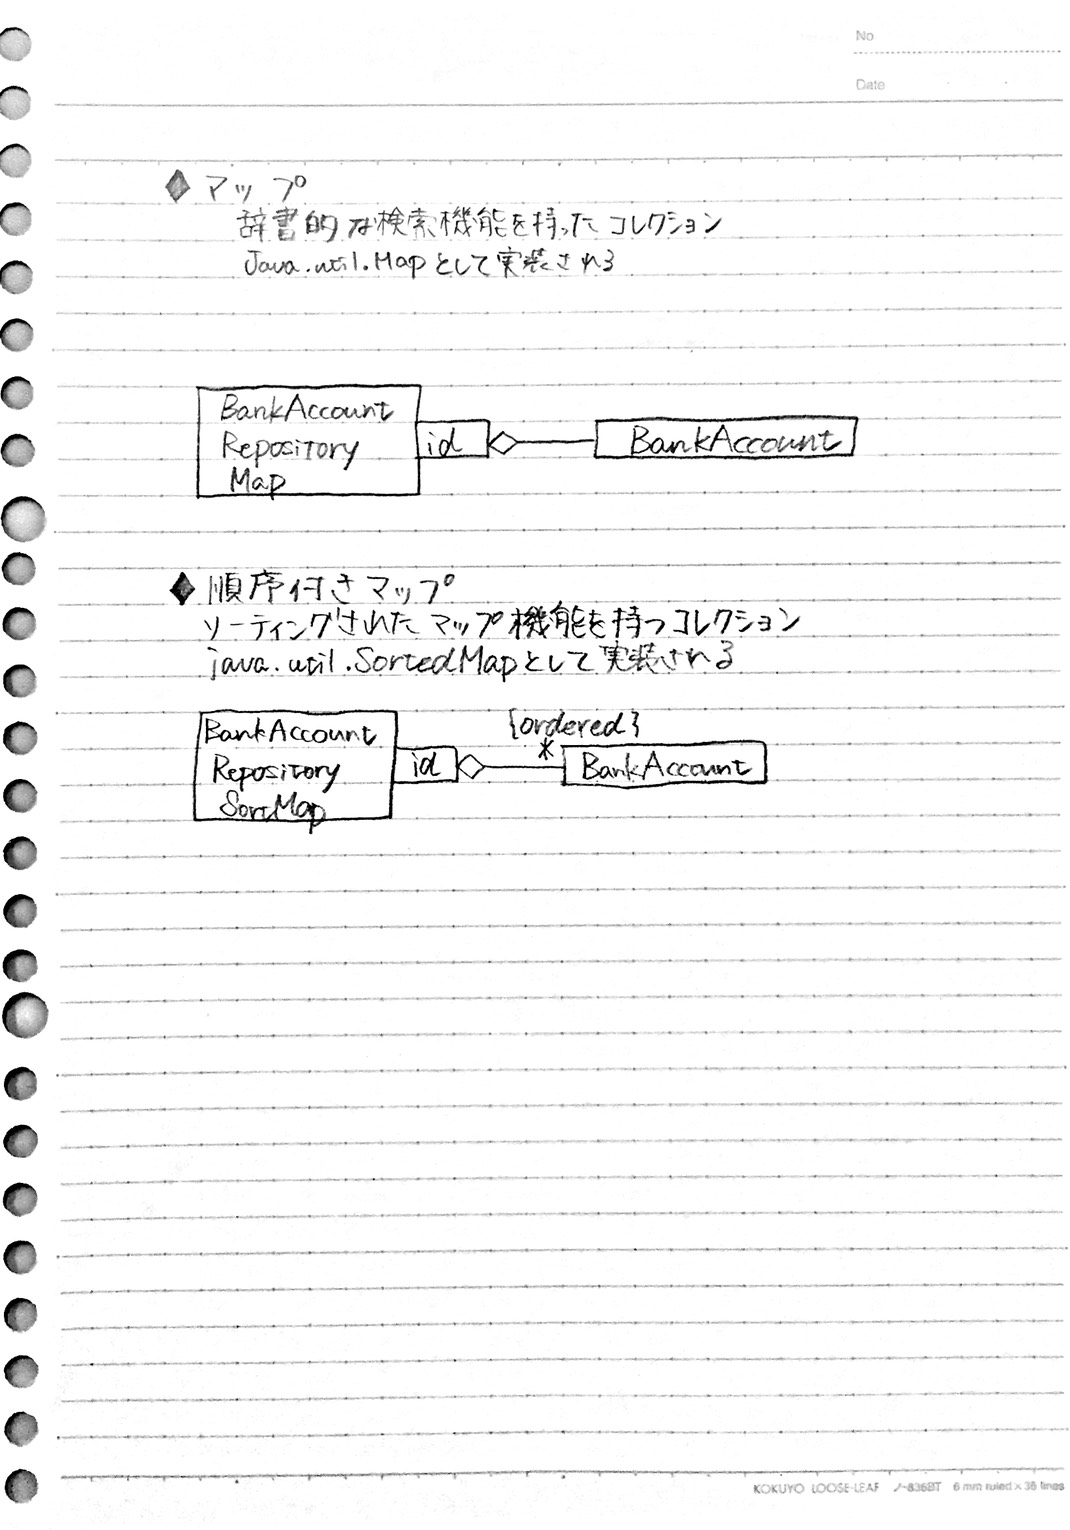 No
Date
◆ マップ
辞書的な検索機能を持った コレクション
Java.util.Mapとして実装される
BankAccount
Repository
Map
id
BankAccount
◆ 順序付きマップ
ソーティングされた マップ機能を持つコレクション
java.util.SortedMapとして実装される
BankAccount
Repository
SortMap
id
{ordered}
*
BankAccount
KOKUYO LOOSE-LEAF ノ-836BT 6 mm ruled × 36 lines